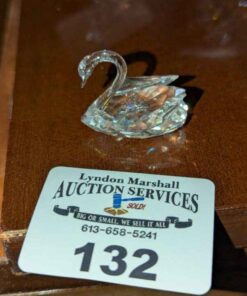 Lyndon Marshall
AUCTION SERVICES
SOLD!
BIG OR SMALL, WE SELL IT ALL
613-658-5241
132